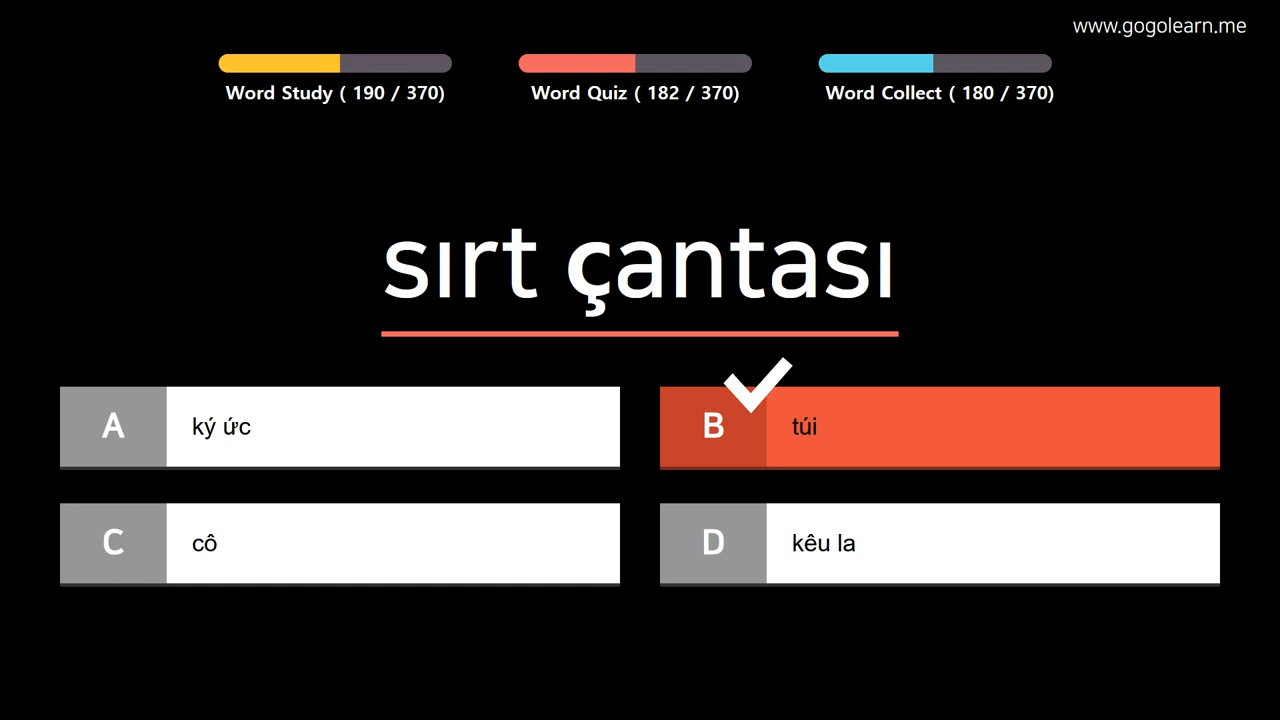 www.gogolearn.me
Word Study ( 190 / 370)
Word Quiz ( 182 / 370)
Word Collect ( 180 / 370)
sırt çantası
A
ký ức
B
túi
C
cô
D
kêu la